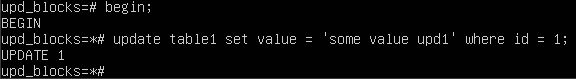 upd_blocks=# begin;
BEGIN
upd_blocks=*# update table1 set value = 'some value upd1' where id = 1;
UPDATE 1
upd_blocks=*#